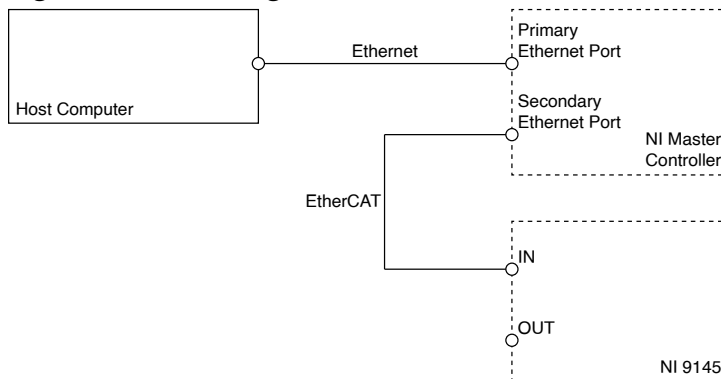 Primary
Ethernet Port
Ethernet
Host Computer
Secondary
Ethernet Port
NI Master
Controller
EtherCAT
IN
OUT
NI 9145